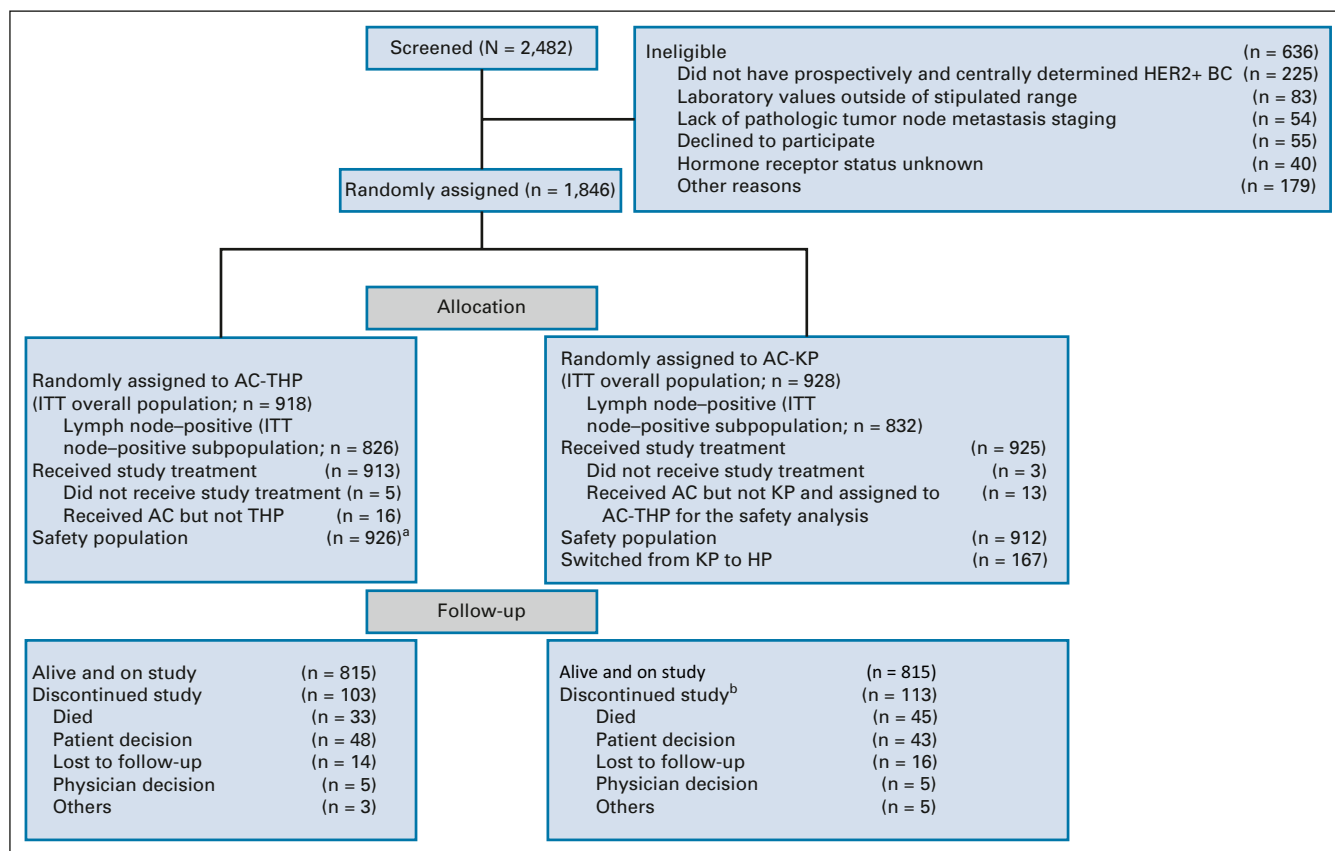 Screened (N = 2,482)
Ineligible (n = 636)
Did not have prospectively and centrally determined HER2+ BC (n = 225)
Laboratory values outside of stipulated range (n = 83)
Lack of pathologic tumor node metastasis staging (n = 54)
Declined to participate (n = 55)
Hormone receptor status unknown (n = 40)
Other reasons (n = 179)
Randomly assigned (n = 1,846)
Allocation
Randomly assigned to AC-THP
(ITT overall population; n = 918)
Lymph node–positive (ITT
node–positive subpopulation; n = 826)
Received study treatment (n = 913)
Did not receive study treatment (n = 5)
Received AC but not THP (n = 16)
Safety population (n = 926)a
Randomly assigned to AC-KP
(ITT overall population; n = 928)
Lymph node–positive (ITT
node–positive subpopulation; n = 832)
Received study treatment (n = 925)
Did not receive study treatment (n = 3)
Received AC but not KP and assigned to (n = 13)
AC-THP for the safety analysis
Safety population (n = 912)
Switched from KP to HP (n = 167)
Follow-up
Alive and on study (n = 815)
Discontinued study (n = 103)
Died (n = 33)
Patient decision (n = 48)
Lost to follow-up (n = 14)
Physician decision (n = 5)
Others (n = 3)
Alive and on study (n = 815)
Discontinued studyb (n = 113)
Died (n = 45)
Patient decision (n = 43)
Lost to follow-up (n = 16)
Physician decision (n = 5)
Others (n = 5)